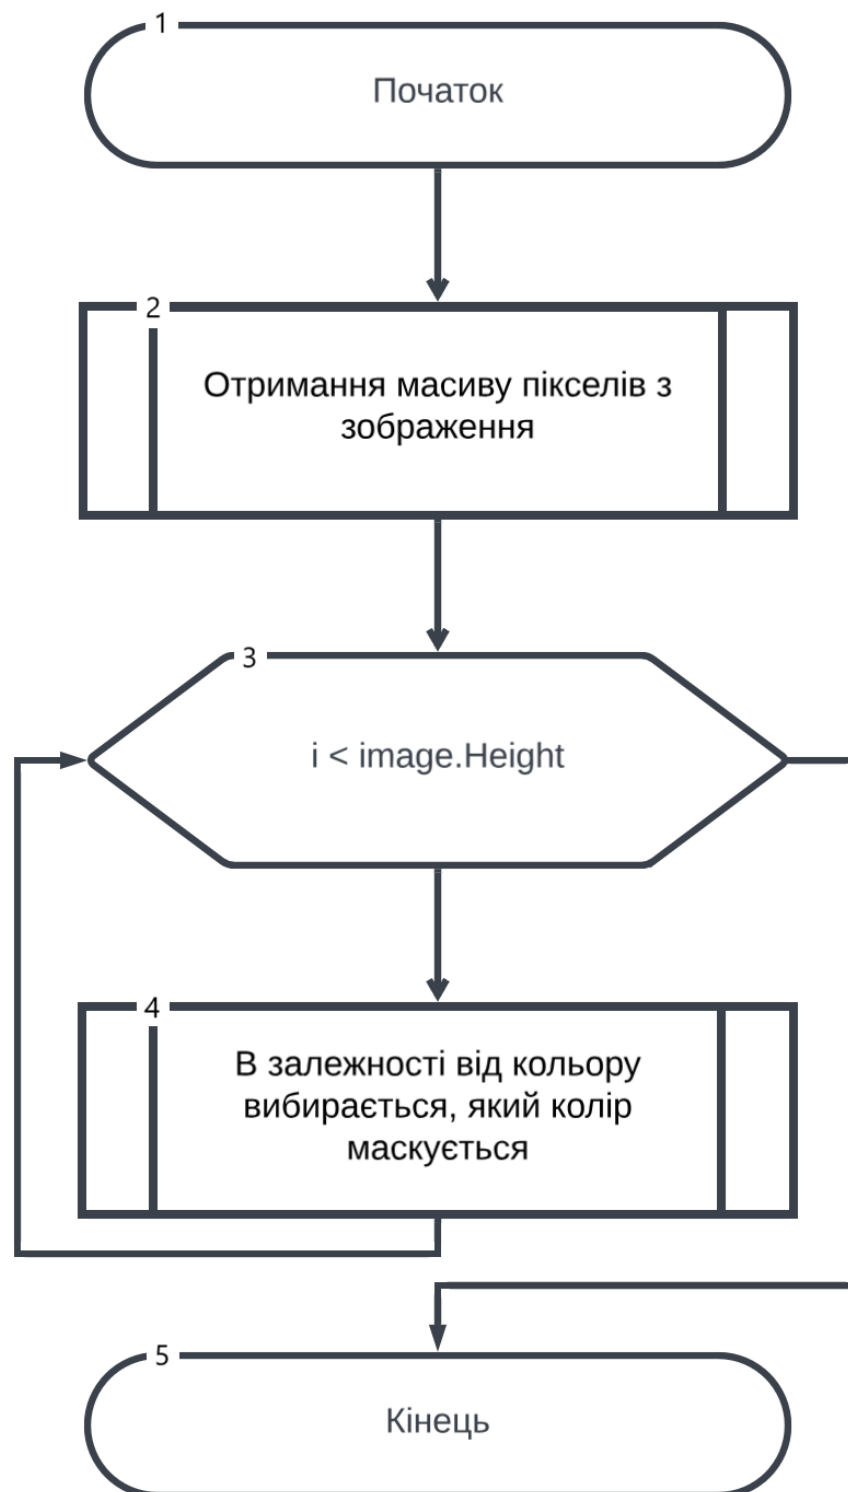 1
Початок
2
Отримання масиву пікселів з
зображення
3
i < image.Height
4
В залежності від кольору
вибирається, який колір
маскується
5
Кінець